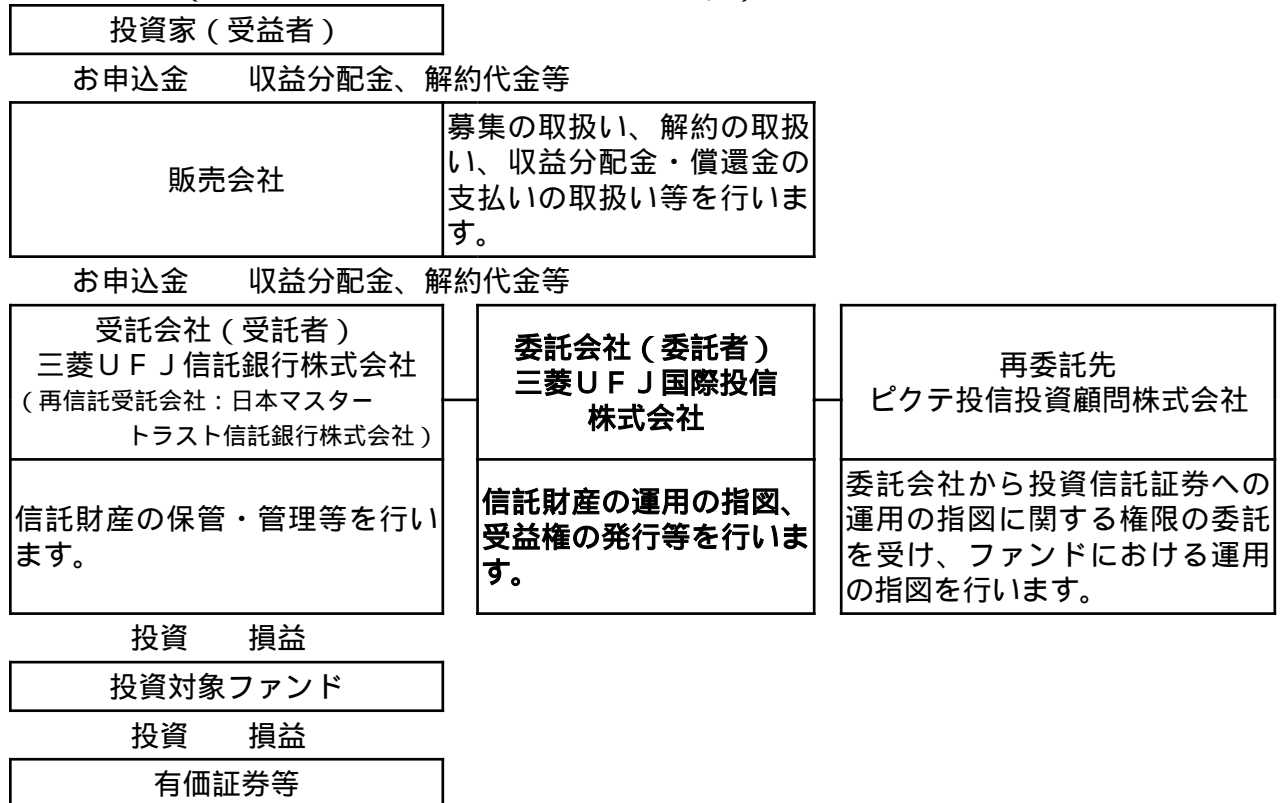 投資家（受益者）
お申込金　収益分配金、解約代金等
販売会社
募集の取扱い、解約の取扱
い、収益分配金・償還金の
支払いの取扱い等を行いま
す。
お申込金　収益分配金、解約代金等
受託会社（受託者）
三菱ＵＦＪ信託銀行株式会社
（再信託受託会社：日本マスター
トラスト信託銀行株式会社）
委託会社（委託者）
三菱ＵＦＪ国際投信
株式会社
再委託先
ピクテ投信投資顧問株式会社
信託財産の保管・管理等を行い
ます。
信託財産の運用の指図、
受益権の発行等を行いま
す。
委託会社から投資信託証券への
運用の指図に関する権限の委託
を受け、ファンドにおける運用
の指図を行います。
投資　損益
投資対象ファンド
投資　損益
有価証券等